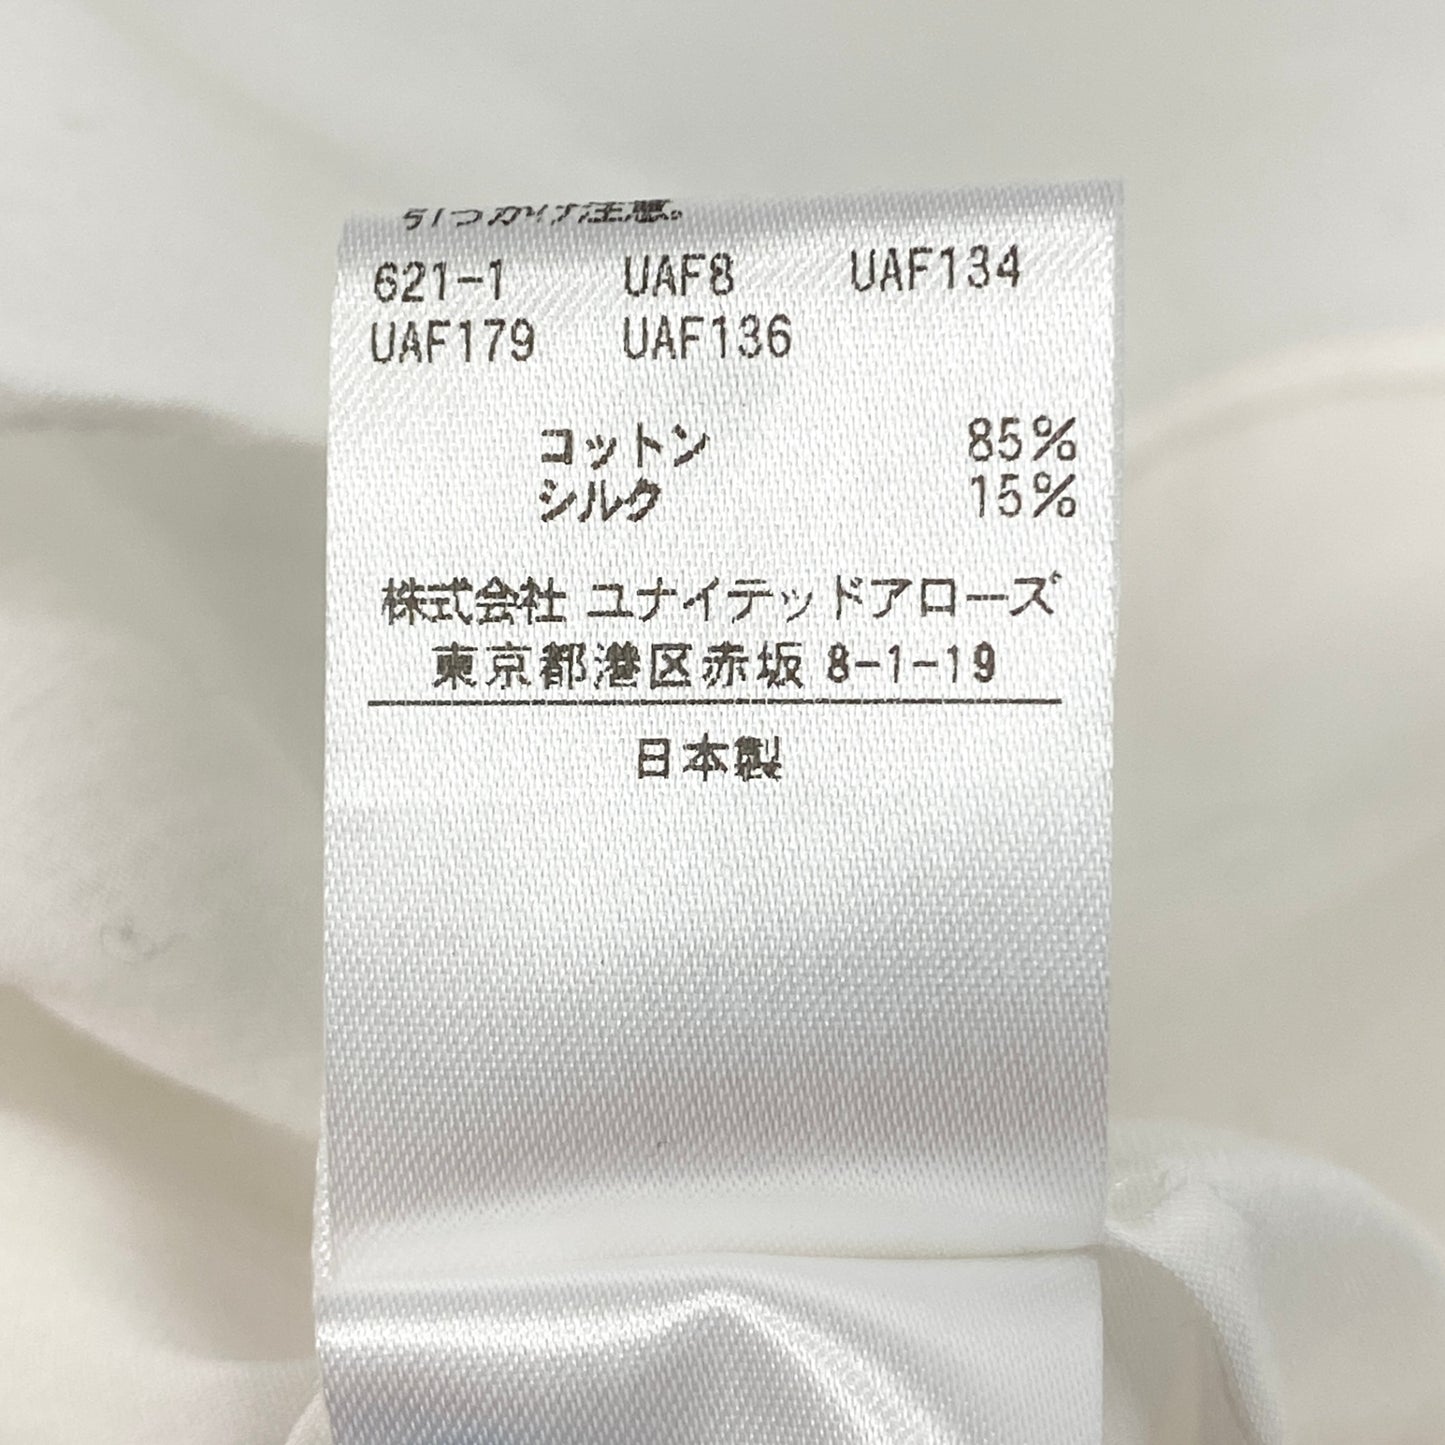 引っかけ注意。
621-1 UAF8 UAF134
UAF179 UAF136
コットン 85%
シルク 15%
株式会社 ユナイテッドアローズ
東京都港区赤坂 8-1-19
日本製